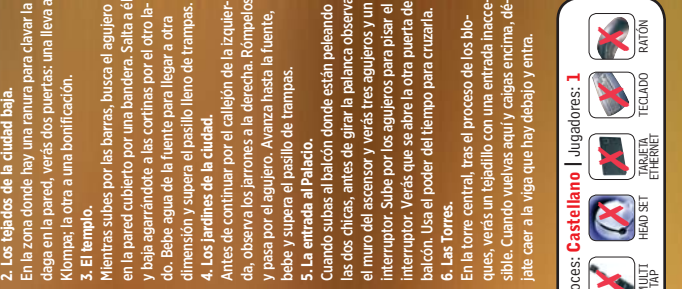 2. Los tejados de la ciudad baja.
En la zona donde hay una ranura para clavar la
daga en la pared, verás dos puertas: una lleva a
Klompa; la otra a una bonificación.
3. El templo.
Mientras subes por las barras, busca el agujero
en la pared cubierto por una bandera. Salta a él
y baja agarrándote a las cortinas por el otro la-
do. Bebe agua de la fuente para llegar a otra
dimensión y supera el pasillo lleno de trampas.
4. Los jardines de la ciudad.
Antes de continuar por el callejón de la izquier-
da, observa los jarrones a la derecha. Rómpelos
y pasa por el agujero. Avanza hasta la fuente,
bebe y supera el pasillo de trampas.
5. La entrada al Palacio.
Cuando subas al balcón donde están peleando
las dos chicas, antes de girar la palanca observa
el muro del ascensor y verás tres agujeros y un
interruptor. Sube por los agujeros para pisar el
interruptor. Verás que se abre la otra puerta de
balcón. Usa el poder del tiempo para cruzarla.
6. Las Torres.
En la torre central, tras el proceso de los blo-
ques, verás un tejadillo con una entrada inacce-
sible. Cuando vuelvas aquí y caigas encima, dé-
jate caer a la viga que hay debajo y entra.
oces: Castellano | Jugadores: 1
MULTI
TAP
HEAD SET
TARJETA
ETHERNET
TECLADO
RATÓN